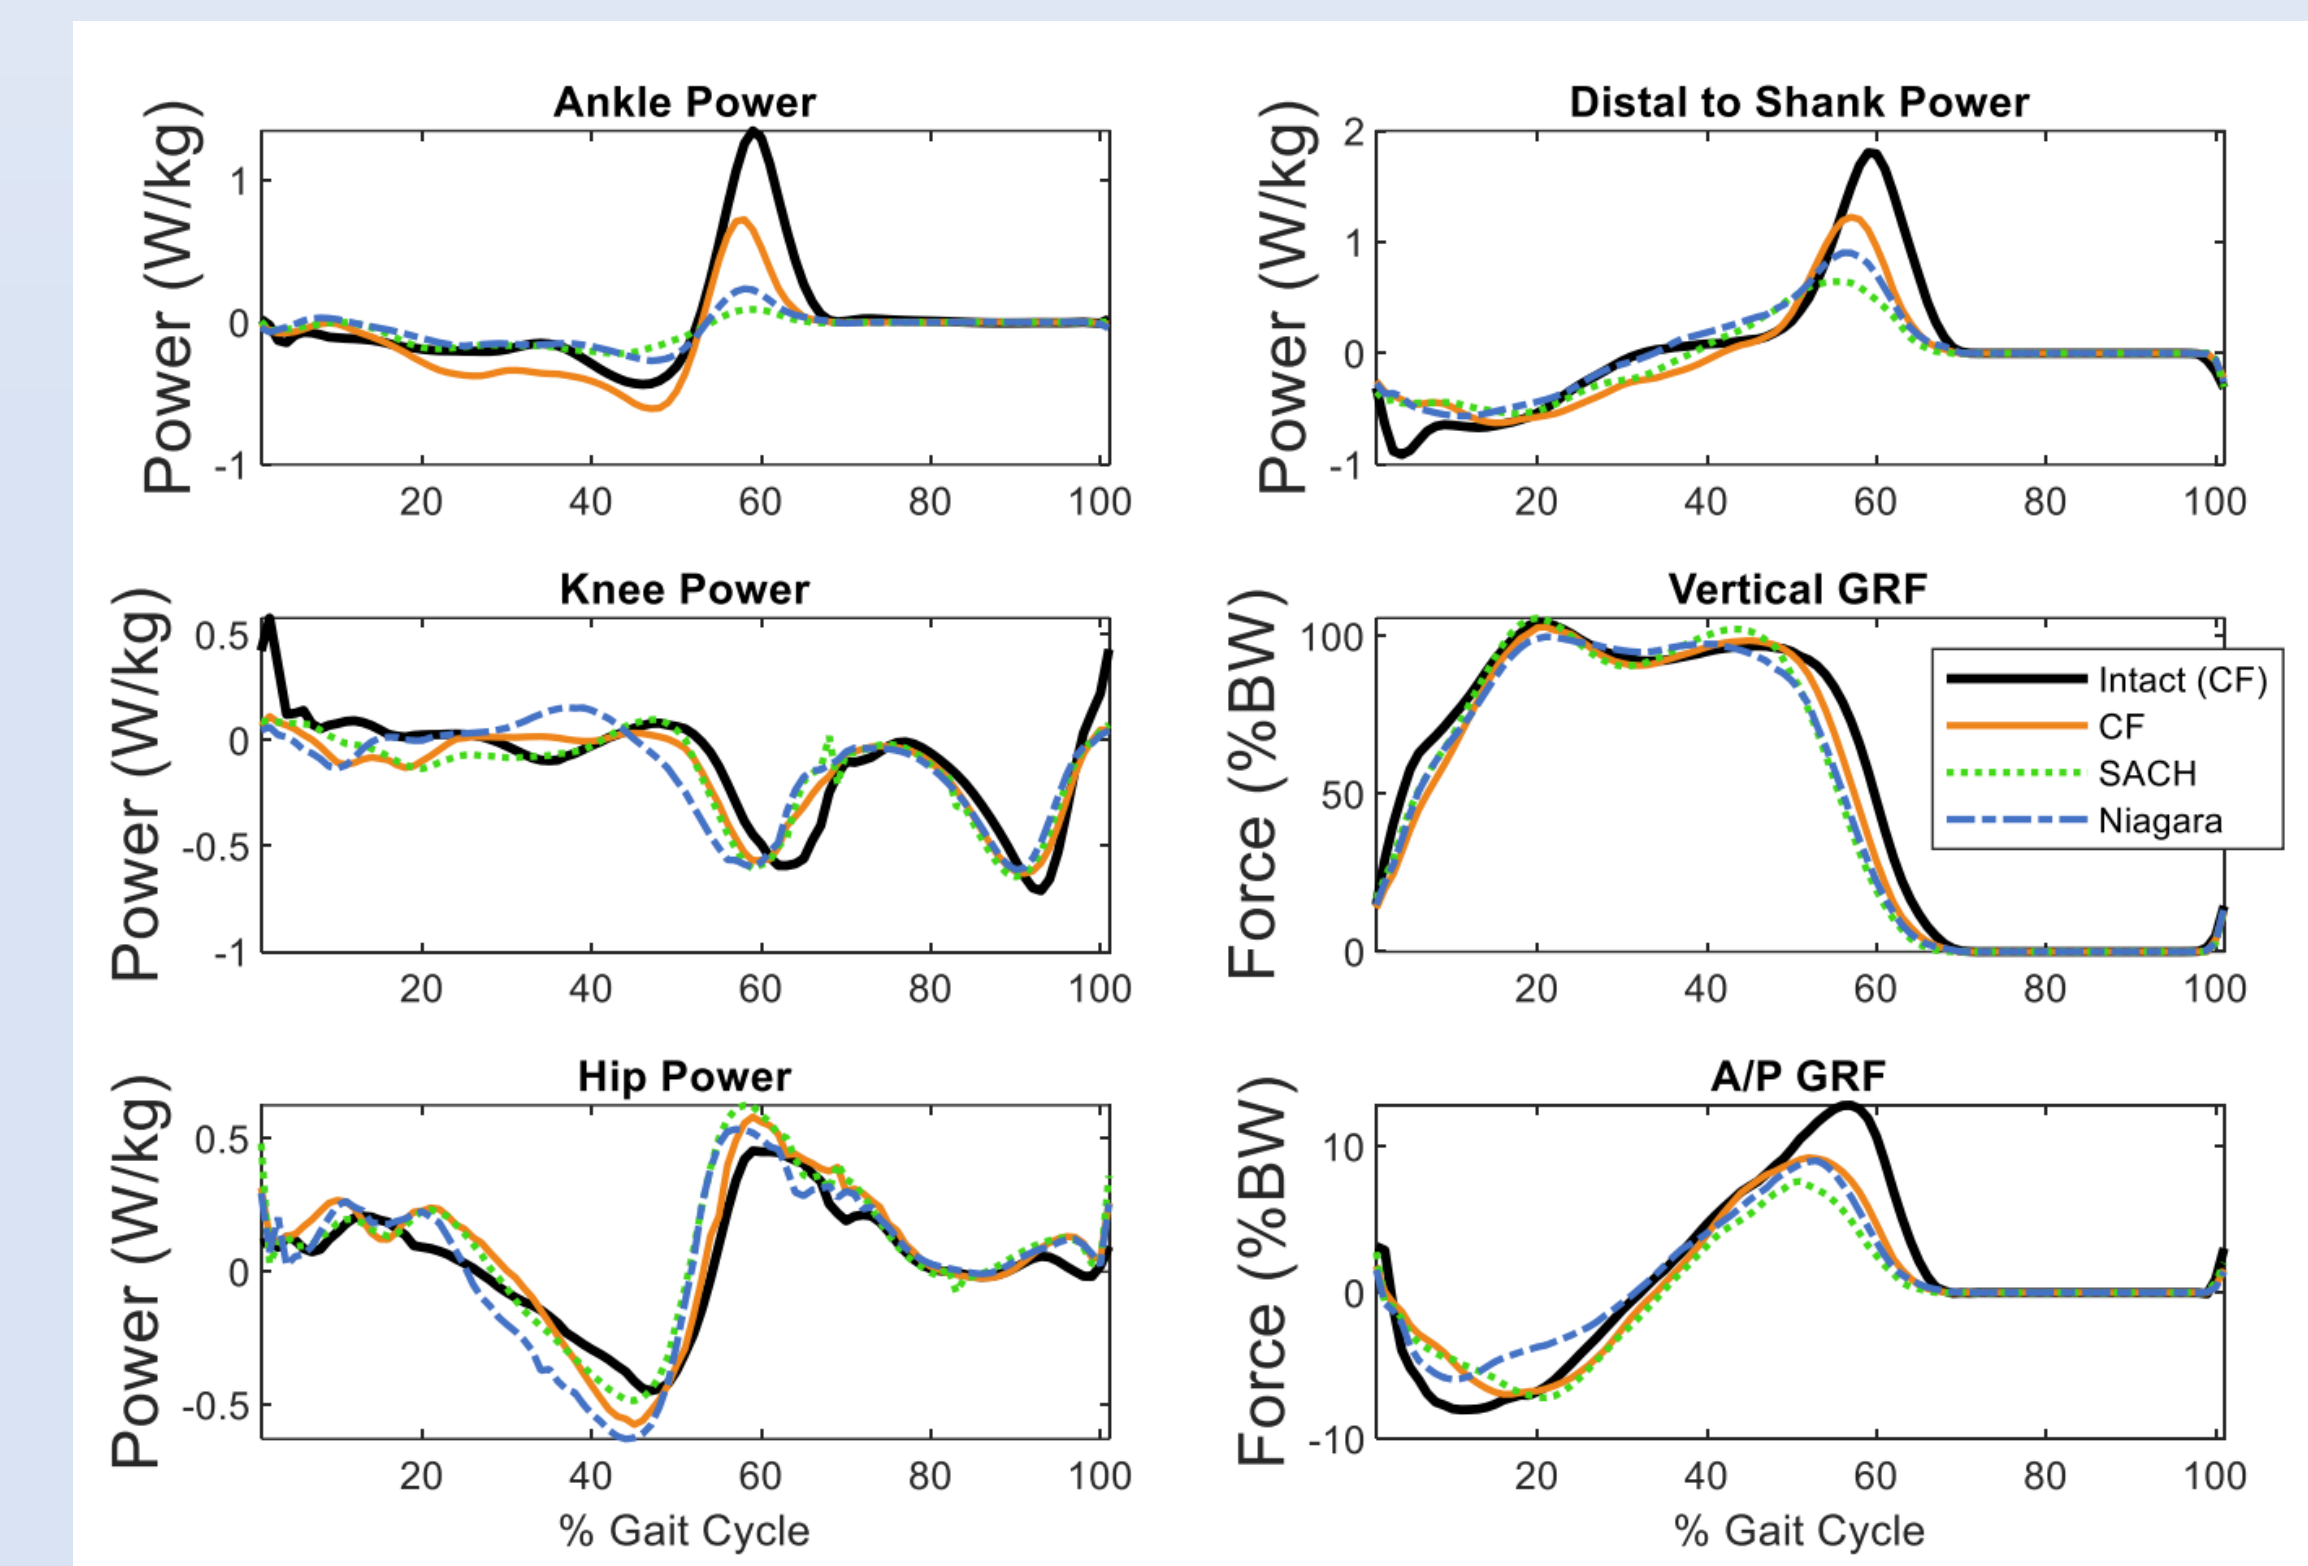 Ankle Power
Power (W/kg)
1
0
-1
20 40 60 80 100
Distal to Shank Power
Power (W/kg)
2
1
0
-1
20 40 60 80 100
Knee Power
Power (W/kg)
0.5
0
-0.5
-1
20 40 60 80 100
Vertical GRF
Force (%BW)
100
50
0
20 40 60 80 100
Intact (CF)
CF
SACH
Niagara
Hip Power
Power (W/kg)
0.5
0
-0.5
20 40 60 80 100
% Gait Cycle
A/P GRF
Force (%BW)
10
0
-10
20 40 60 80 100
% Gait Cycle